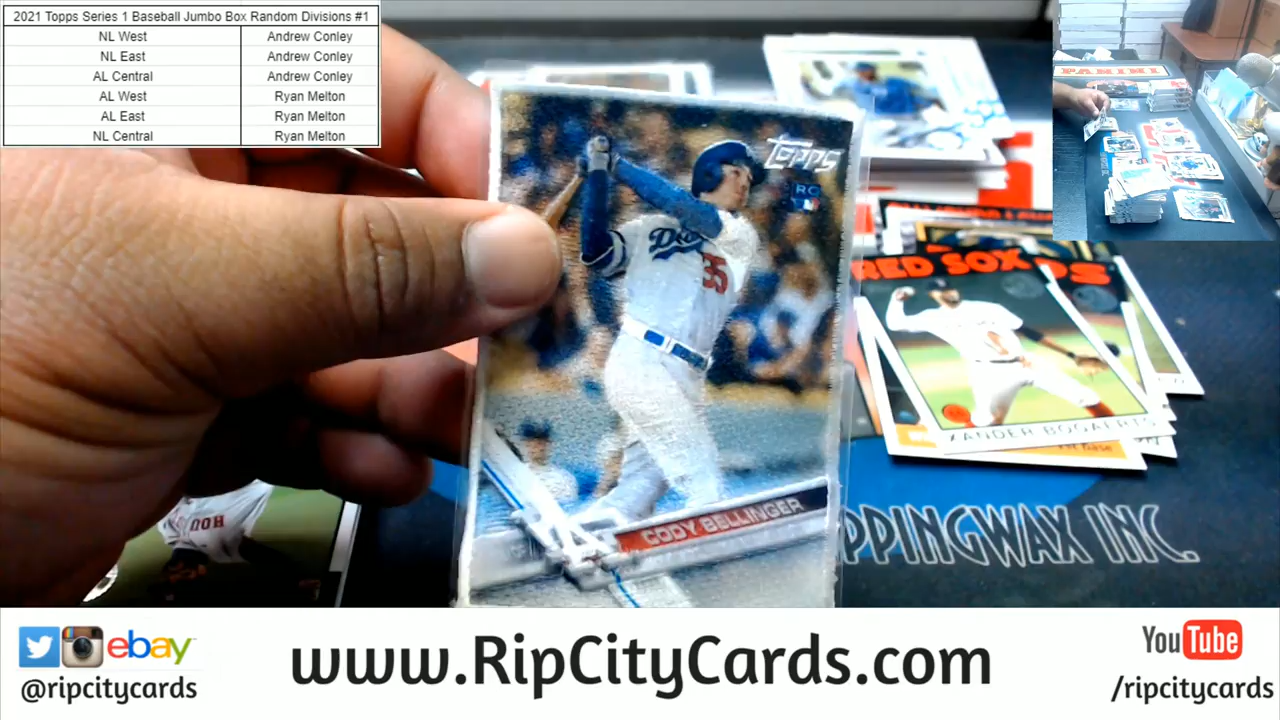 2021 Topps Series 1 Baseball Jumbo Box Random Divisions #1
NL West Andrew Conley
NL East Andrew Conley
AL Central Andrew Conley
AL West Ryan Melton
AL East Ryan Melton
NL Central Ryan Melton
PANINI
TOPPS
RC
35
CODY BELLINGER
RED SOX
XANDER BOGAERTS
HOU
PPINGWAX INC.
ebay
@ripcitycards
www.RipCityCards.com
YouTube
/ripcitycards